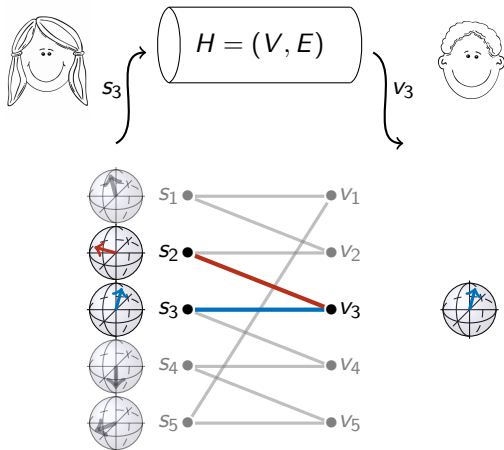 H = (V, E)
s₃
v₃
s₁ v₁
s₂ v₂
s₃ v₃
s₄ v₄
s₅ v₅